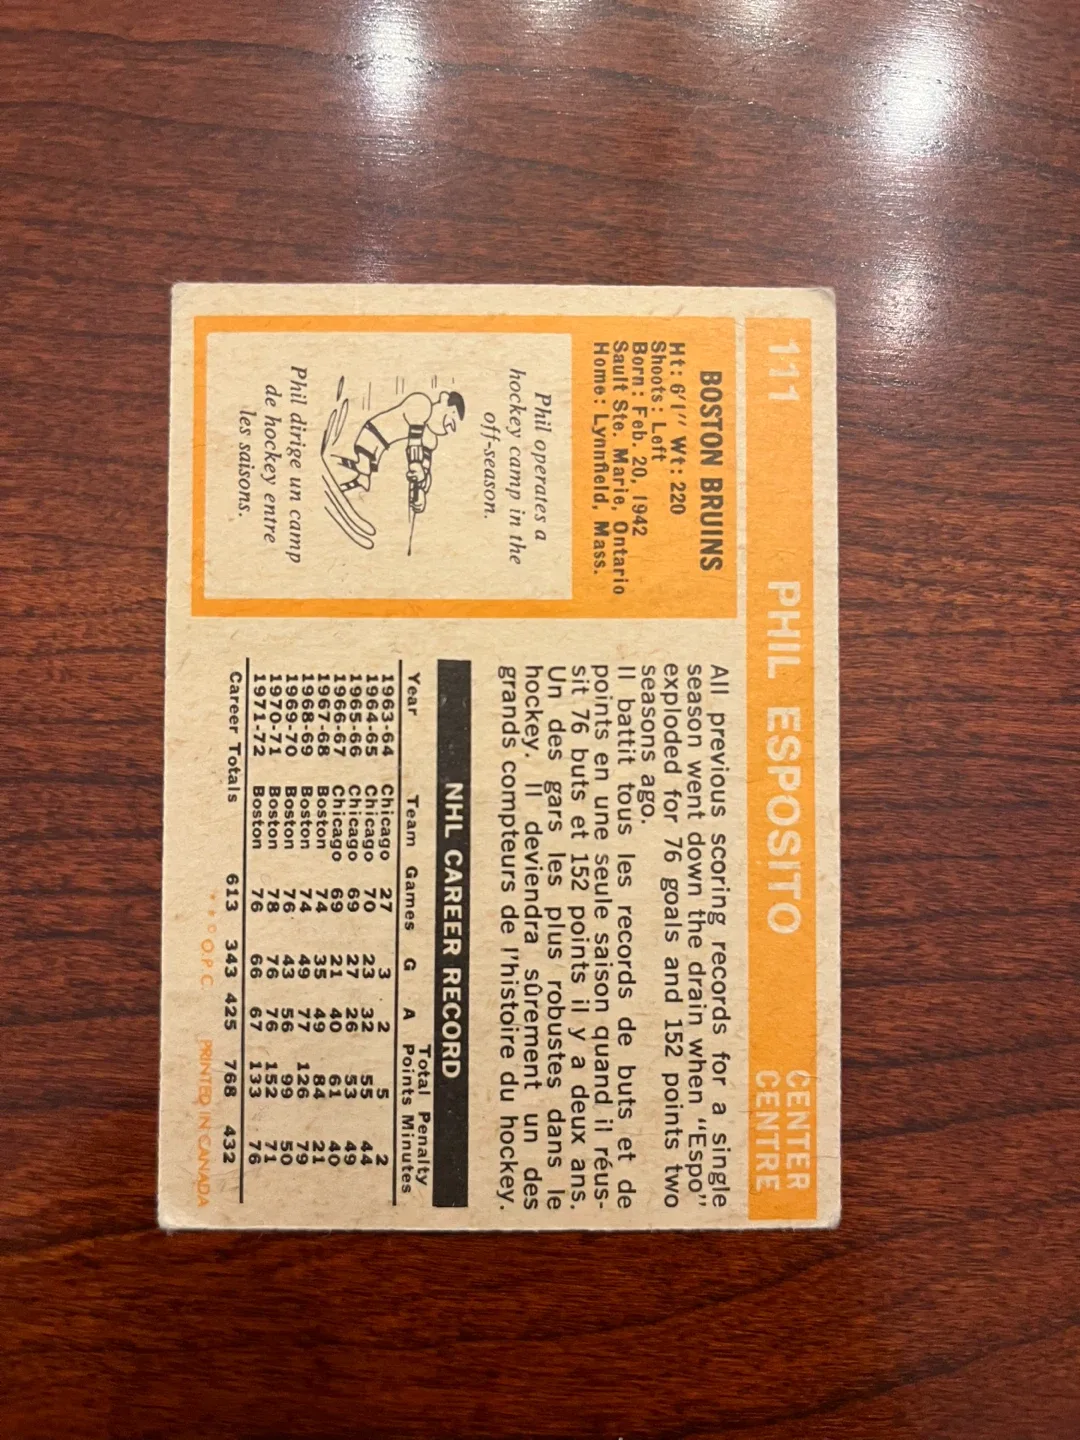 111 PHIL ESPOSITO CENTER
CENTRE
BOSTON BRUINS
Ht: 6'1" Wt: 220
Shoots: Left
Born: Feb. 20, 1942
Sault Ste. Marie, Ontario
Home: Lynnfield, Mass.
Phil operates a
hockey camp in the
off-season.
Phil dirige un camp
de hockey entre
les saisons.
All previous scoring records for a single
season went down the drain when "Espo"
exploded for 76 goals and 152 points two
seasons ago.
Il battit tous les records de buts et de
points en une seule saison quand il réus-
sit 76 buts et 152 points il y a deux ans.
Un des gars les plus robustes dans le
hockey. Il deviendra sûrement un des
grands compteurs de l'histoire du hockey.
NHL CAREER RECORD
Total Penalty
Year Team Games G A Points Minutes
1963-64 Chicago 27 3 2 5 2
1964-65 Chicago 70 23 32 55 44
1965-66 Chicago 69 27 26 53 49
1966-67 Chicago 69 21 40 61 40
1967-68 Boston 74 35 49 84 21
1968-69 Boston 74 49 77 126 79
1969-70 Boston 76 43 56 99 50
1970-71 Boston 78 76 76 152 71
1971-72 Boston 76 66 67 133 76
Career Totals 613 343 425 768 432
* * © O.P.C. PRINTED IN CANADA